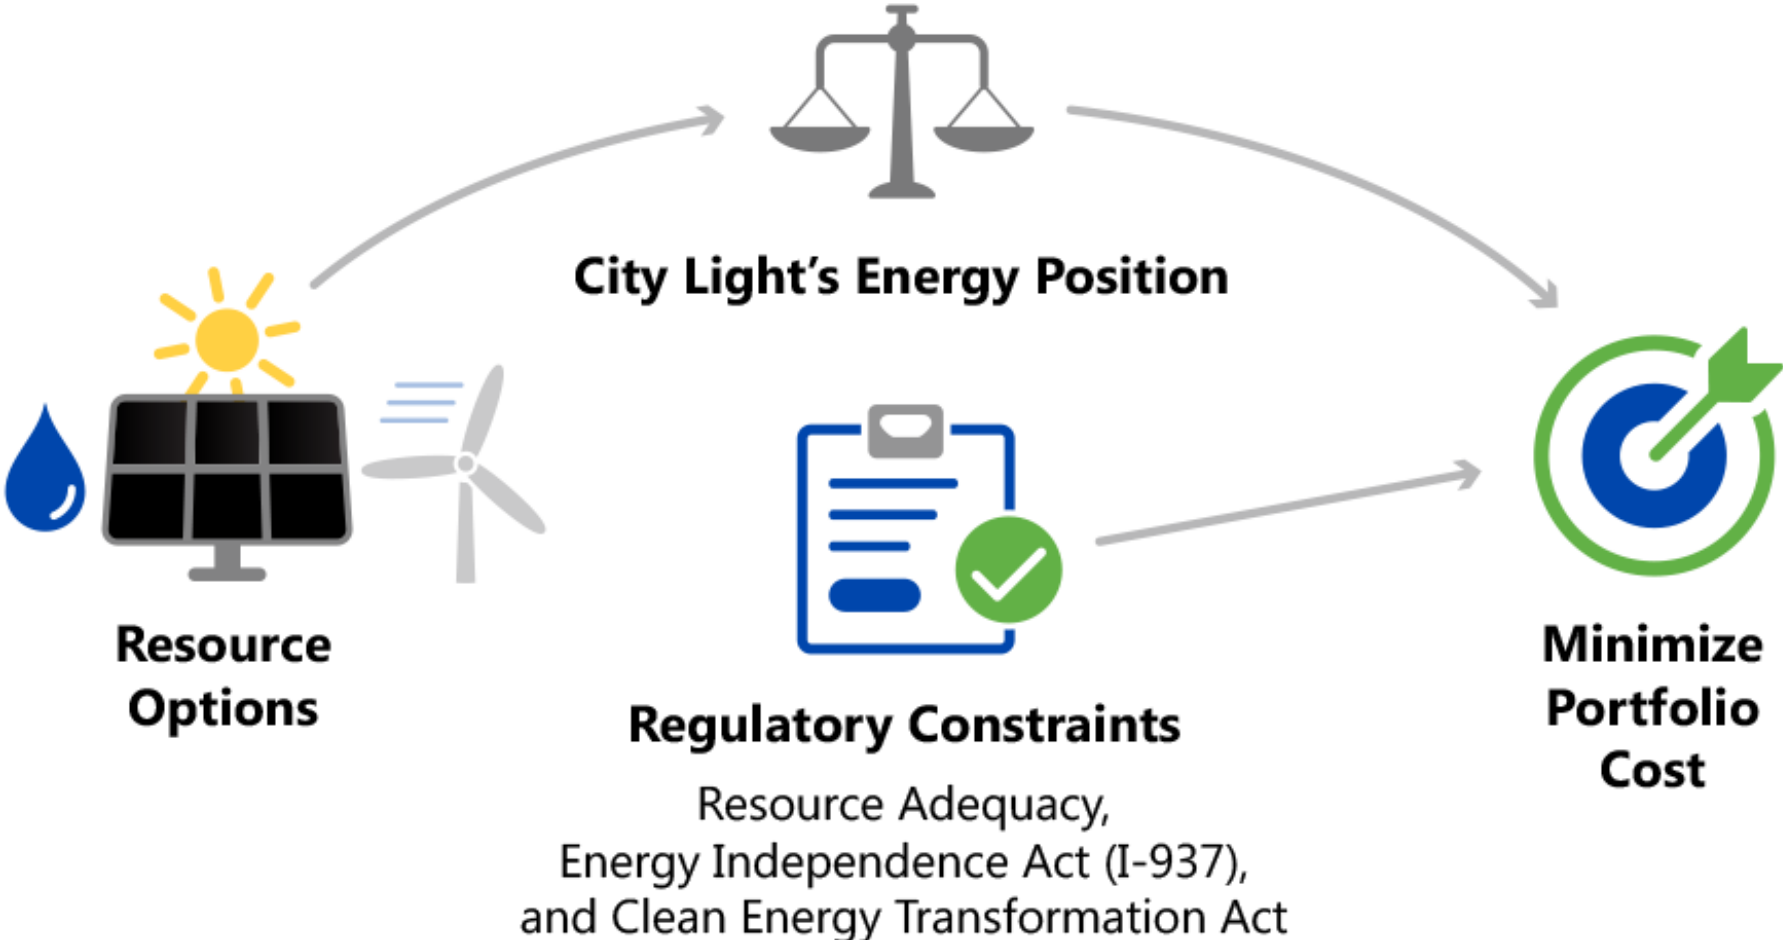 City Light’s Energy Position
Resource
Options
Regulatory Constraints
Resource Adequacy,
Energy Independence Act (I-937),
and Clean Energy Transformation Act
Minimize
Portfolio
Cost